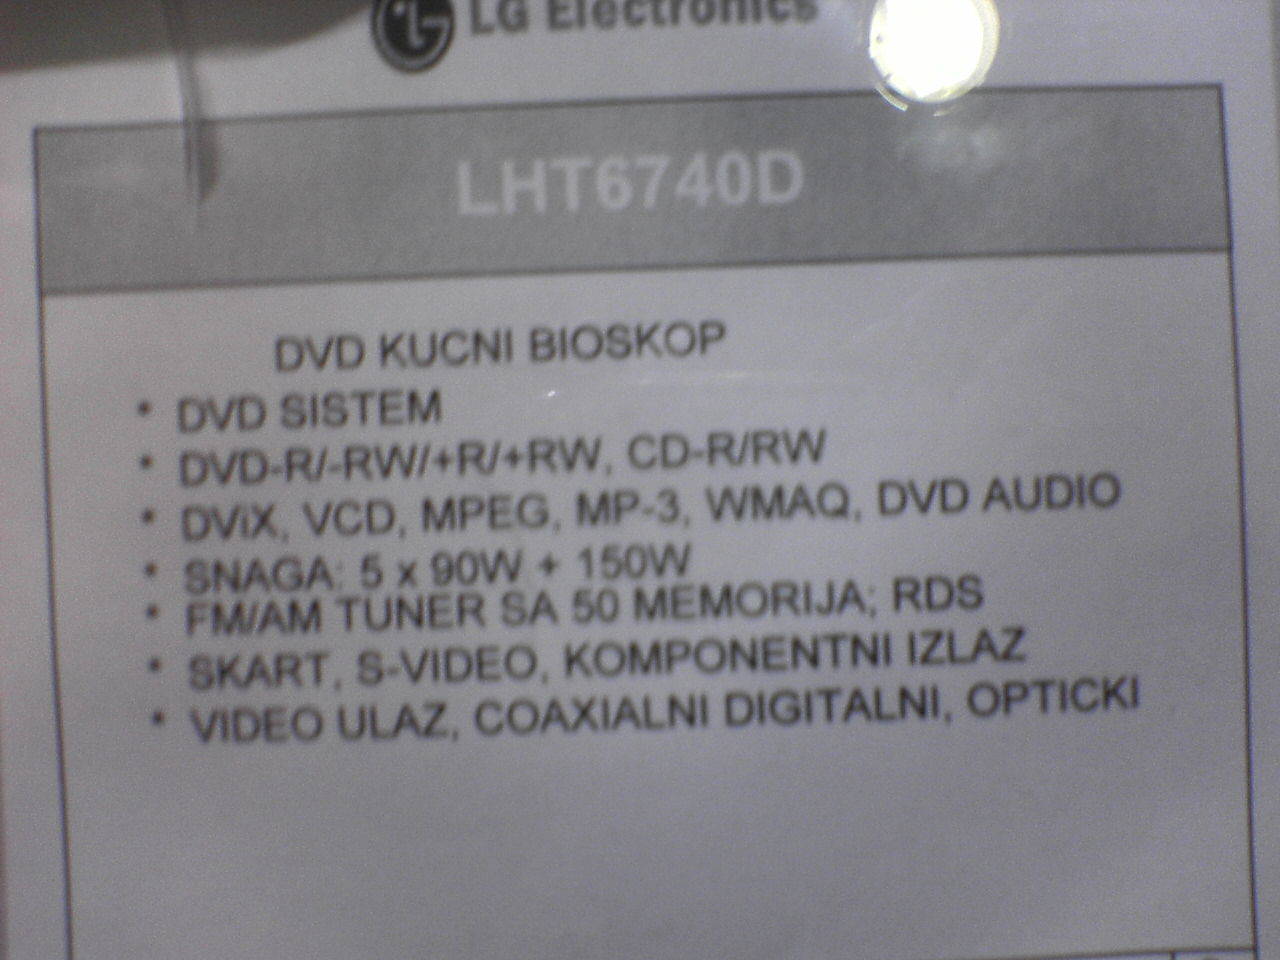 LG Electronics
LHT6740D
DVD KUCNI BIOSKOP
* DVD SISTEM
* DVD-R/-RW/+R/+RW, CD-R/RW
* DViX, VCD, MPEG, MP-3, WMAQ, DVD AUDIO
* SNAGA: 5 x 90W + 150W
* FM/AM TUNER SA 50 MEMORIJA; RDS
* SKART, S-VIDEO, KOMPONENTNI IZLAZ
* VIDEO ULAZ, COAXIALNI DIGITALNI, OPTICKI